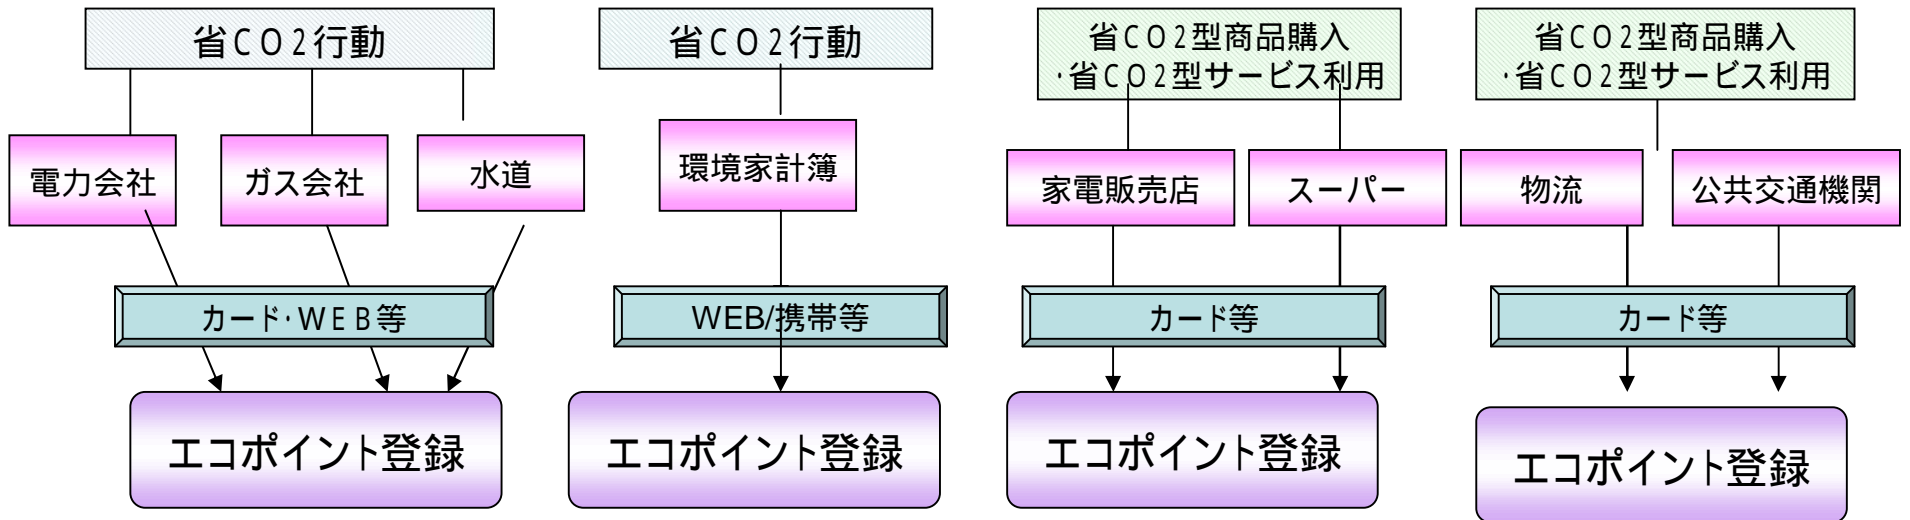 省CO2行動
電力会社
ガス会社
水道
カード・WEB等
エコポイント登録
省CO2行動
環境家計簿
WEB/携帯等
エコポイント登録
省CO2型商品購入
・省CO2型サービス利用
家電販売店
スーパー
カード等
エコポイント登録
省CO2型商品購入
・省CO2型サービス利用
物流
公共交通機関
カード等
エコポイント登録